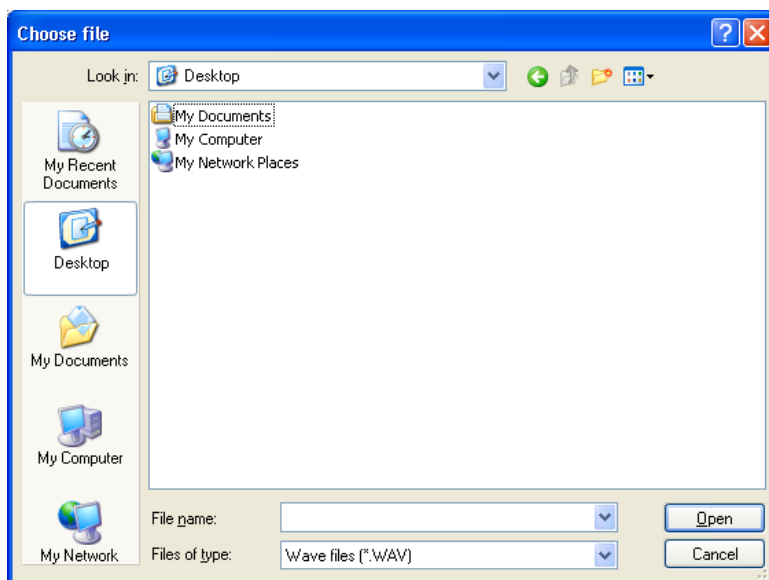 Choose file
Look in:
Desktop
My Recent
Documents
Desktop
My Documents
My Computer
My Network
My Documents
My Computer
My Network Places
File name:
Open
Files of type:
Wave files (*.WAV)
Cancel